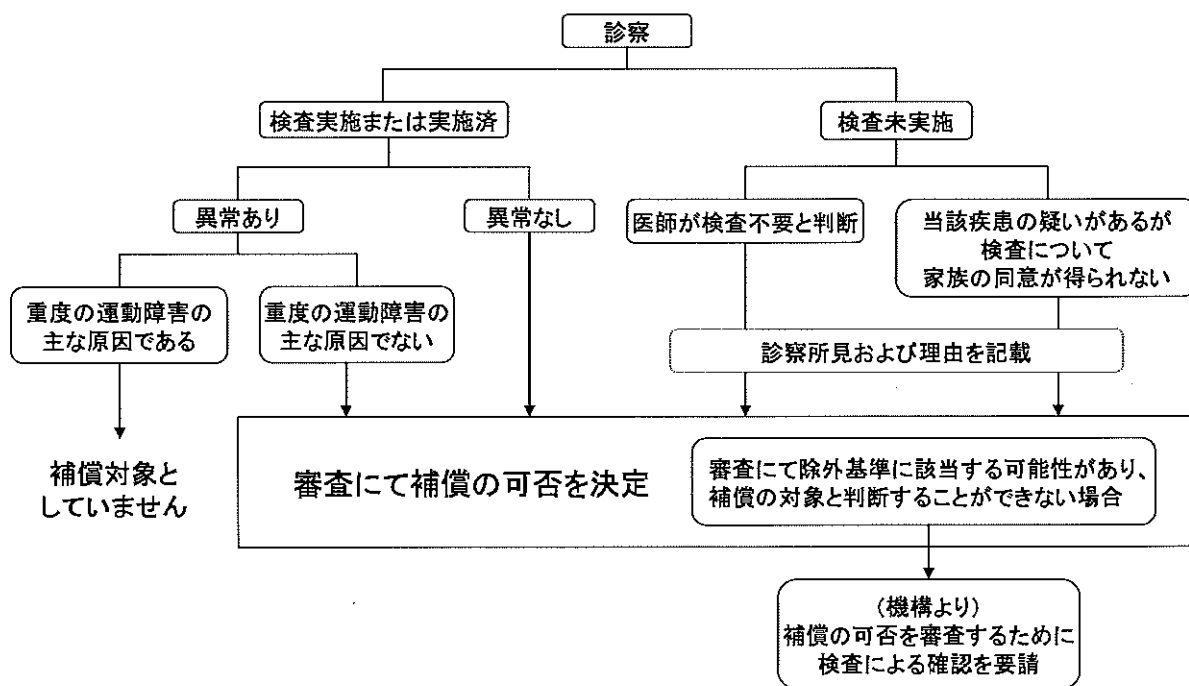 診察
検査実施または実施済
検査未実施
異常あり
異常なし
医師が検査不要と判断
当該疾患の疑いがあるが
検査について
家族の同意が得られない
重度の運動障害の
主な原因である
重度の運動障害の
主な原因でない
診察所見および理由を記載
補償対象と
していません
審査にて補償の可否を決定
審査にて除外基準に該当する可能性があり、
補償の対象と判断することができない場合
(機構より)
補償の可否を審査するために
検査による確認を要請